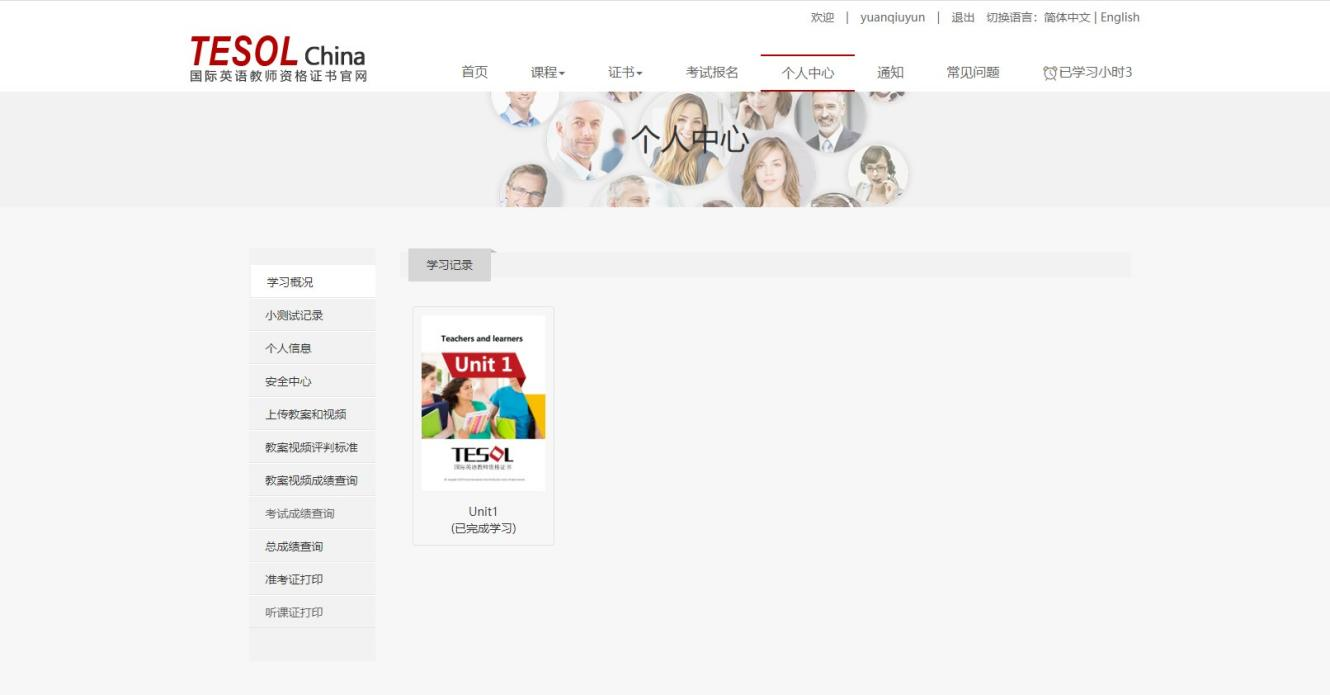 欢迎 | yuanqiuyun | 退出 切换语言：简体中文 | English
TESOL China
国际英语教师资格证书官网
首页 课程 证书 考试报名 个人中心 通知 常见问题 已学习小时3
个人中心
学习记录
学习概况
小测试记录
个人信息
安全中心
上传教案和视频
教案视频评判标准
教案视频成绩查询
考试成绩查询
总成绩查询
准考证打印
听课证打印
Teachers and learners
Unit 1
TESOL
国际英语教师资格证书
Unit1
(已完成学习)